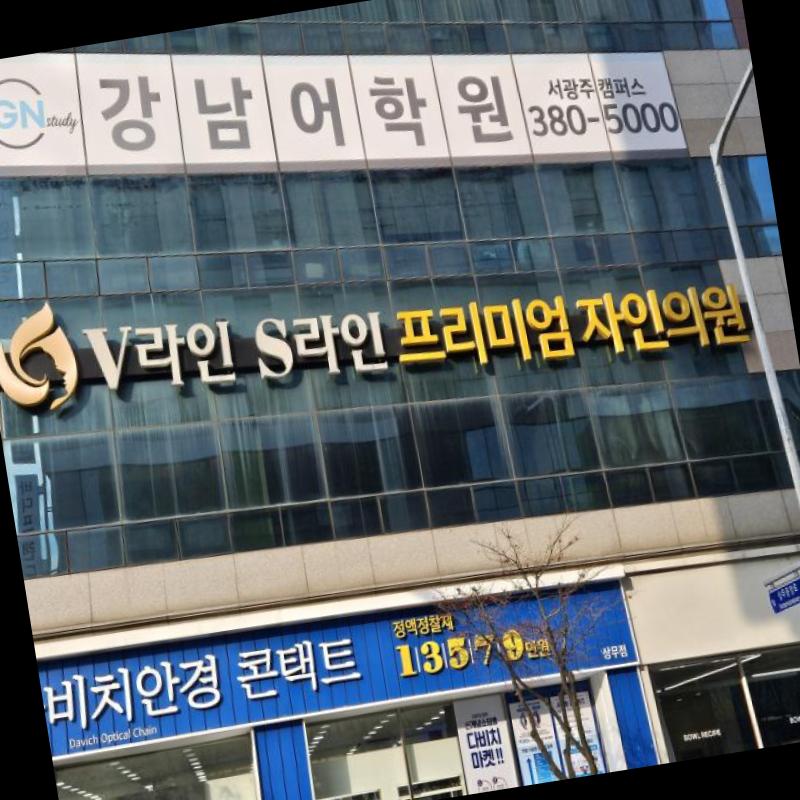 GN study 강남어학원 서광주캠퍼스
380-5000
V라인 S라인 프리미엄 자인의원
정액정찰제
비치안경 콘택트 1 3 5 7 9만원 상무점
Davich Optical Chain
다비치
마켓!!
BOWL RECIPE